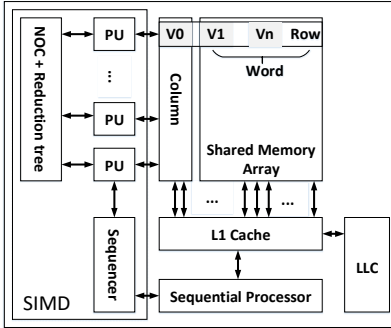 NOC + Reduction tree
PU
...
PU
PU
V0 V1 Vn Row
Word
Column
Shared Memory
Array
... ...
Sequencer
L1 Cache
Sequential Processor
LLC
SIMD